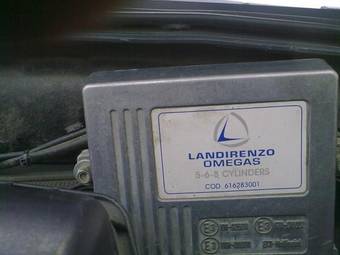 LANDIRENZO
OMEGAS
5-6-8 CYLINDERS
COD. 616283001